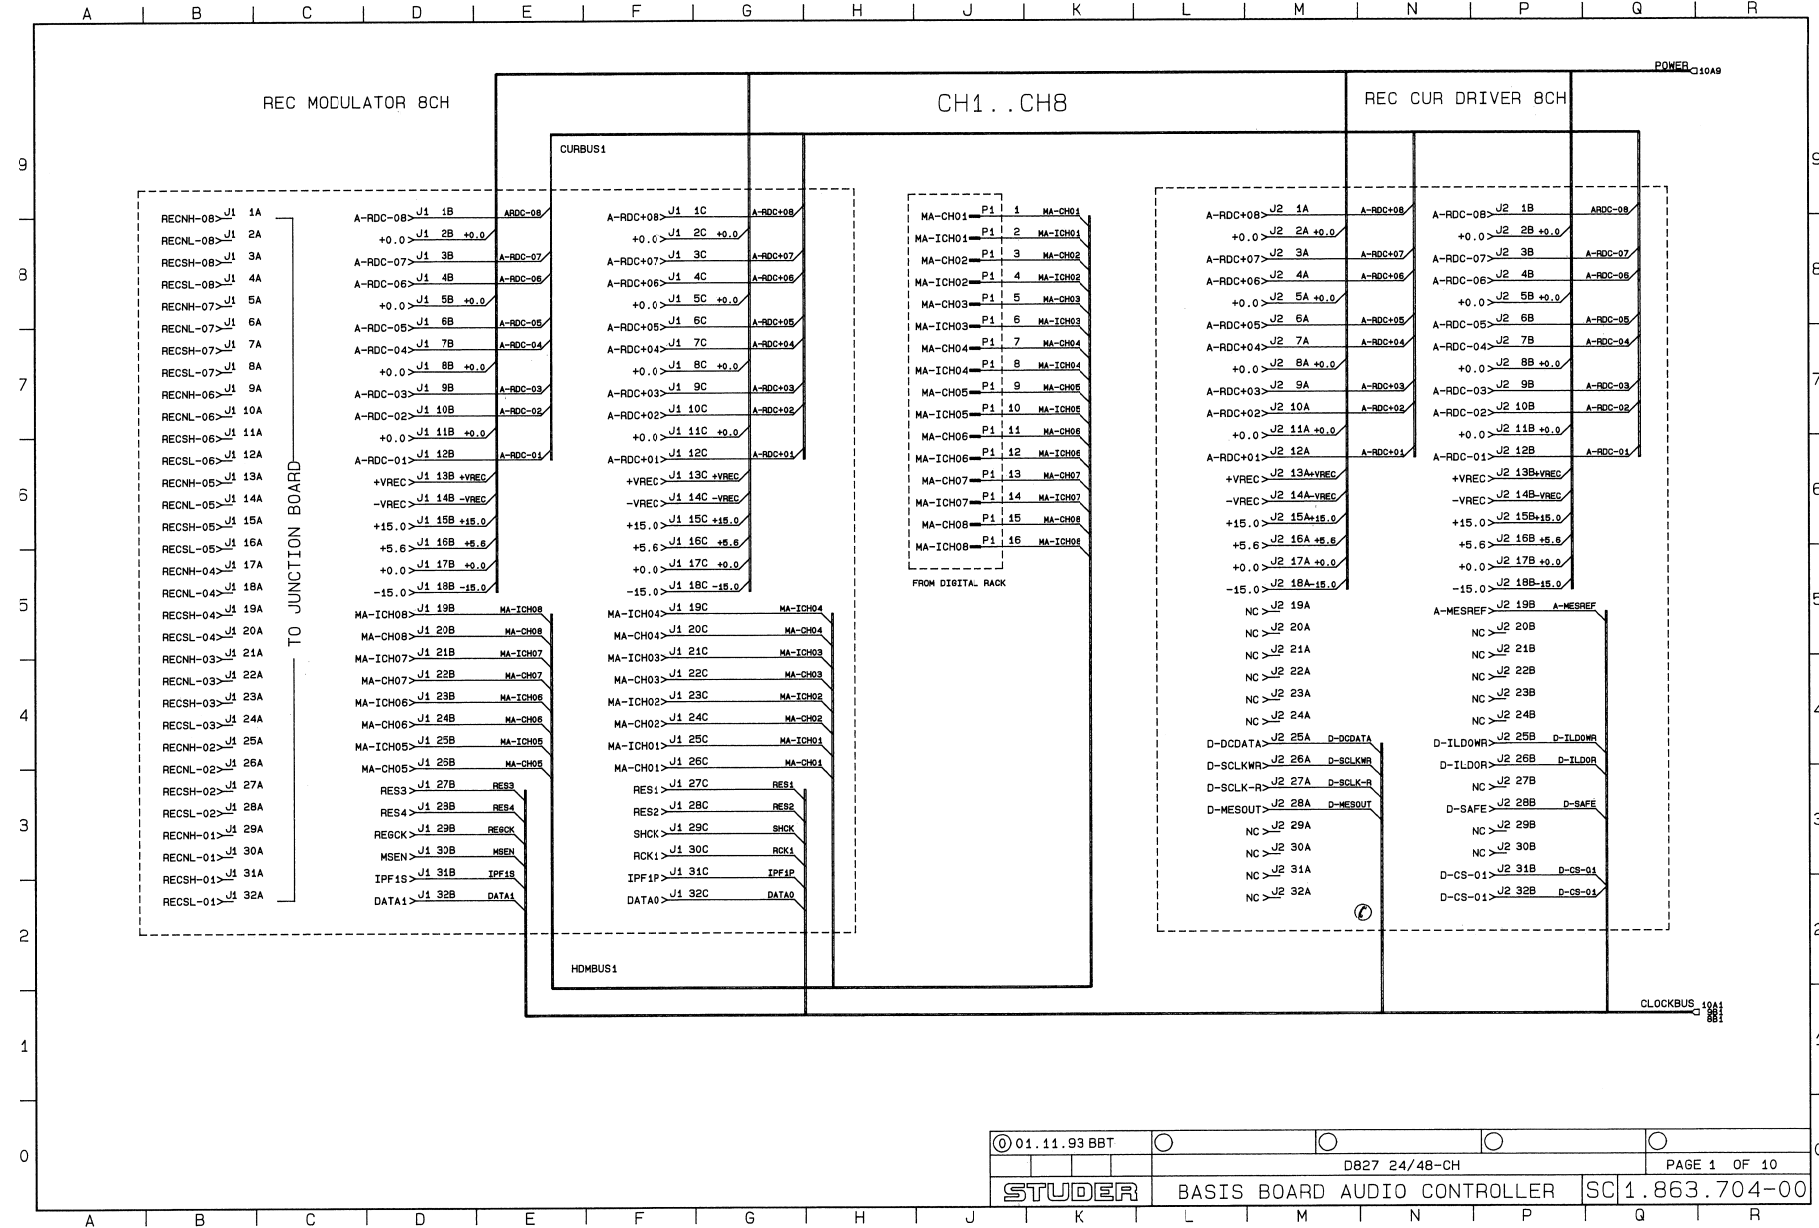 A B C D E F G H J K L M N P Q R
POWER 10A9
REC MODULATOR 8CH
CH1..CH8
REC CUR DRIVER 8CH
CURBUS1
9
8
7
6
5
4
3
2
1
0
RECNH-08 J1 1A
RECNL-08 J1 2A
RECSH-08 J1 3A
RECSL-08 J1 4A
RECNH-07 J1 5A
RECNL-07 J1 6A
RECSH-07 J1 7A
RECSL-07 J1 8A
RECNH-06 J1 9A
RECNL-06 J1 10A
RECSH-06 J1 11A
RECSL-06 J1 12A
RECNH-05 J1 13A
RECNL-05 J1 14A
RECSH-05 J1 15A
RECSL-05 J1 16A
RECNH-04 J1 17A
RECNL-04 J1 18A
RECSH-04 J1 19A
RECSL-04 J1 20A
RECNH-03 J1 21A
RECNL-03 J1 22A
RECSH-03 J1 23A
RECSL-03 J1 24A
RECNH-02 J1 25A
RECNL-02 J1 26A
RECSH-02 J1 27A
RECSL-02 J1 28A
RECNH-01 J1 29A
RECNL-01 J1 30A
RECSH-01 J1 31A
RECSL-01 J1 32A
TO JUNCTION BOARD
A-RDC-08 J1 1B ARDC-08
+0.0 J1 2B +0.0
A-RDC-07 J1 3B A-RDC-07
A-RDC-06 J1 4B A-RDC-06
+0.0 J1 5B +0.0
A-RDC-05 J1 6B A-RDC-05
A-RDC-04 J1 7B A-RDC-04
+0.0 J1 8B +0.0
A-RDC-03 J1 9B A-RDC-03
A-RDC-02 J1 10B A-RDC-02
+0.0 J1 11B +0.0
A-RDC-01 J1 12B A-RDC-01
+VREC J1 13B +VREC
-VREC J1 14B -VREC
+15.0 J1 15B +15.0
+5.6 J1 16B +5.6
+0.0 J1 17B +0.0
-15.0 J1 18B -15.0
MA-ICH08 J1 19B MA-ICH08
MA-CH08 J1 20B MA-CH08
MA-ICH07 J1 21B MA-ICH07
MA-CH07 J1 22B MA-CH07
MA-ICH06 J1 23B MA-ICH06
MA-CH06 J1 24B MA-CH06
MA-ICH05 J1 25B MA-ICH05
MA-CH05 J1 26B MA-CH05
RES3 J1 27B RES3
RES4 J1 28B RES4
REGCK J1 29B REGCK
MSEN J1 30B MSEN
IPF1S J1 31B IPF1S
DATA1 J1 32B DATA1
A-RDC+08 J1 1C A-RDC+08
+0.0 J1 2C +0.0
A-RDC+07 J1 3C A-RDC+07
A-RDC+06 J1 4C A-RDC+06
+0.0 J1 5C +0.0
A-RDC+05 J1 6C A-RDC+05
A-RDC+04 J1 7C A-RDC+04
+0.0 J1 8C +0.0
A-RDC+03 J1 9C A-RDC+03
A-RDC+02 J1 10C A-RDC+02
+0.0 J1 11C +0.0
A-RDC+01 J1 12C A-RDC+01
+VREC J1 13C +VREC
-VREC J1 14C -VREC
+15.0 J1 15C +15.0
+5.6 J1 16C +5.6
+0.0 J1 17C +0.0
-15.0 J1 18C -15.0
MA-ICH04 J1 19C MA-ICH04
MA-CH04 J1 20C MA-CH04
MA-ICH03 J1 21C MA-ICH03
MA-CH03 J1 22C MA-CH03
MA-ICH02 J1 23C MA-ICH02
MA-CH02 J1 24C MA-CH02
MA-ICH01 J1 25C MA-ICH01
MA-CH01 J1 26C MA-CH01
RES1 J1 27C RES1
RES2 J1 28C RES2
SHCK J1 29C SHCK
RCK1 J1 30C RCK1
IPF1P J1 31C IPF1P
DATA0 J1 32C DATA0
MA-CH01 P1 1 MA-CH01
MA-ICH01 P1 2 MA-ICH01
MA-CH02 P1 3 MA-CH02
MA-ICH02 P1 4 MA-ICH02
MA-CH03 P1 5 MA-CH03
MA-ICH03 P1 6 MA-ICH03
MA-CH04 P1 7 MA-CH04
MA-ICH04 P1 8 MA-ICH04
MA-CH05 P1 9 MA-CH05
MA-ICH05 P1 10 MA-ICH05
MA-CH06 P1 11 MA-CH06
MA-ICH06 P1 12 MA-ICH06
MA-CH07 P1 13 MA-CH07
MA-ICH07 P1 14 MA-ICH07
MA-CH08 P1 15 MA-CH08
MA-ICH08 P1 16 MA-ICH08
FROM DIGITAL RACK
A-RDC+08 J2 1A A-RDC+08
+0.0 J2 2A +0.0
A-RDC+07 J2 3A A-RDC+07
A-RDC+06 J2 4A A-RDC+06
+0.0 J2 5A +0.0
A-RDC+05 J2 6A A-RDC+05
A-RDC+04 J2 7A A-RDC+04
+0.0 J2 8A +0.0
A-RDC+03 J2 9A A-RDC+03
A-RDC+02 J2 10A A-RDC+02
+0.0 J2 11A +0.0
A-RDC+01 J2 12A A-RDC+01
+VREC J2 13A +VREC
-VREC J2 14A -VREC
+15.0 J2 15A +15.0
+5.6 J2 16A +5.6
+0.0 J2 17A +0.0
-15.0 J2 18A -15.0
NC J2 19A
NC J2 20A
NC J2 21A
NC J2 22A
NC J2 23A
NC J2 24A
D-DCDATA J2 25A D-DCDATA
D-SCLKWR J2 26A D-SCLKWR
D-SCLK-R J2 27A D-SCLK-R
D-MESOUT J2 28A D-MESOUT
NC J2 29A
NC J2 30A
NC J2 31A
NC J2 32A
A-RDC-08 J2 1B ARDC-08
+0.0 J2 2B +0.0
A-RDC-07 J2 3B A-RDC-07
A-RDC-06 J2 4B A-RDC-06
+0.0 J2 5B +0.0
A-RDC-05 J2 6B A-RDC-05
A-RDC-04 J2 7B A-RDC-04
+0.0 J2 8B +0.0
A-RDC-03 J2 9B A-RDC-03
A-RDC-02 J2 10B A-RDC-02
+0.0 J2 11B +0.0
A-RDC-01 J2 12B A-RDC-01
+VREC J2 13B +VREC
-VREC J2 14B -VREC
+15.0 J2 15B +15.0
+5.6 J2 16B +5.6
+0.0 J2 17B +0.0
-15.0 J2 18B -15.0
A-MESREF J2 19B A-MESREF
NC J2 20B
NC J2 21B
NC J2 22B
NC J2 23B
NC J2 24B
D-ILDOWR J2 25B D-ILDOWR
D-ILDOR J2 26B D-ILDOR
NC J2 27B
D-SAFE J2 28B D-SAFE
NC J2 29B
NC J2 30B
D-CS-01 J2 31B D-CS-01
D-CS-01 J2 32B D-CS-01
HDMBUS1
CLOCKBUS 10A1
9B1
8B1
0 01.11.93 BBT
D827 24/48-CH
PAGE 1 OF 10
STUDER
BASIS BOARD AUDIO CONTROLLER
SC 1.863.704-00
A B C D E F G H J K L M N P Q R